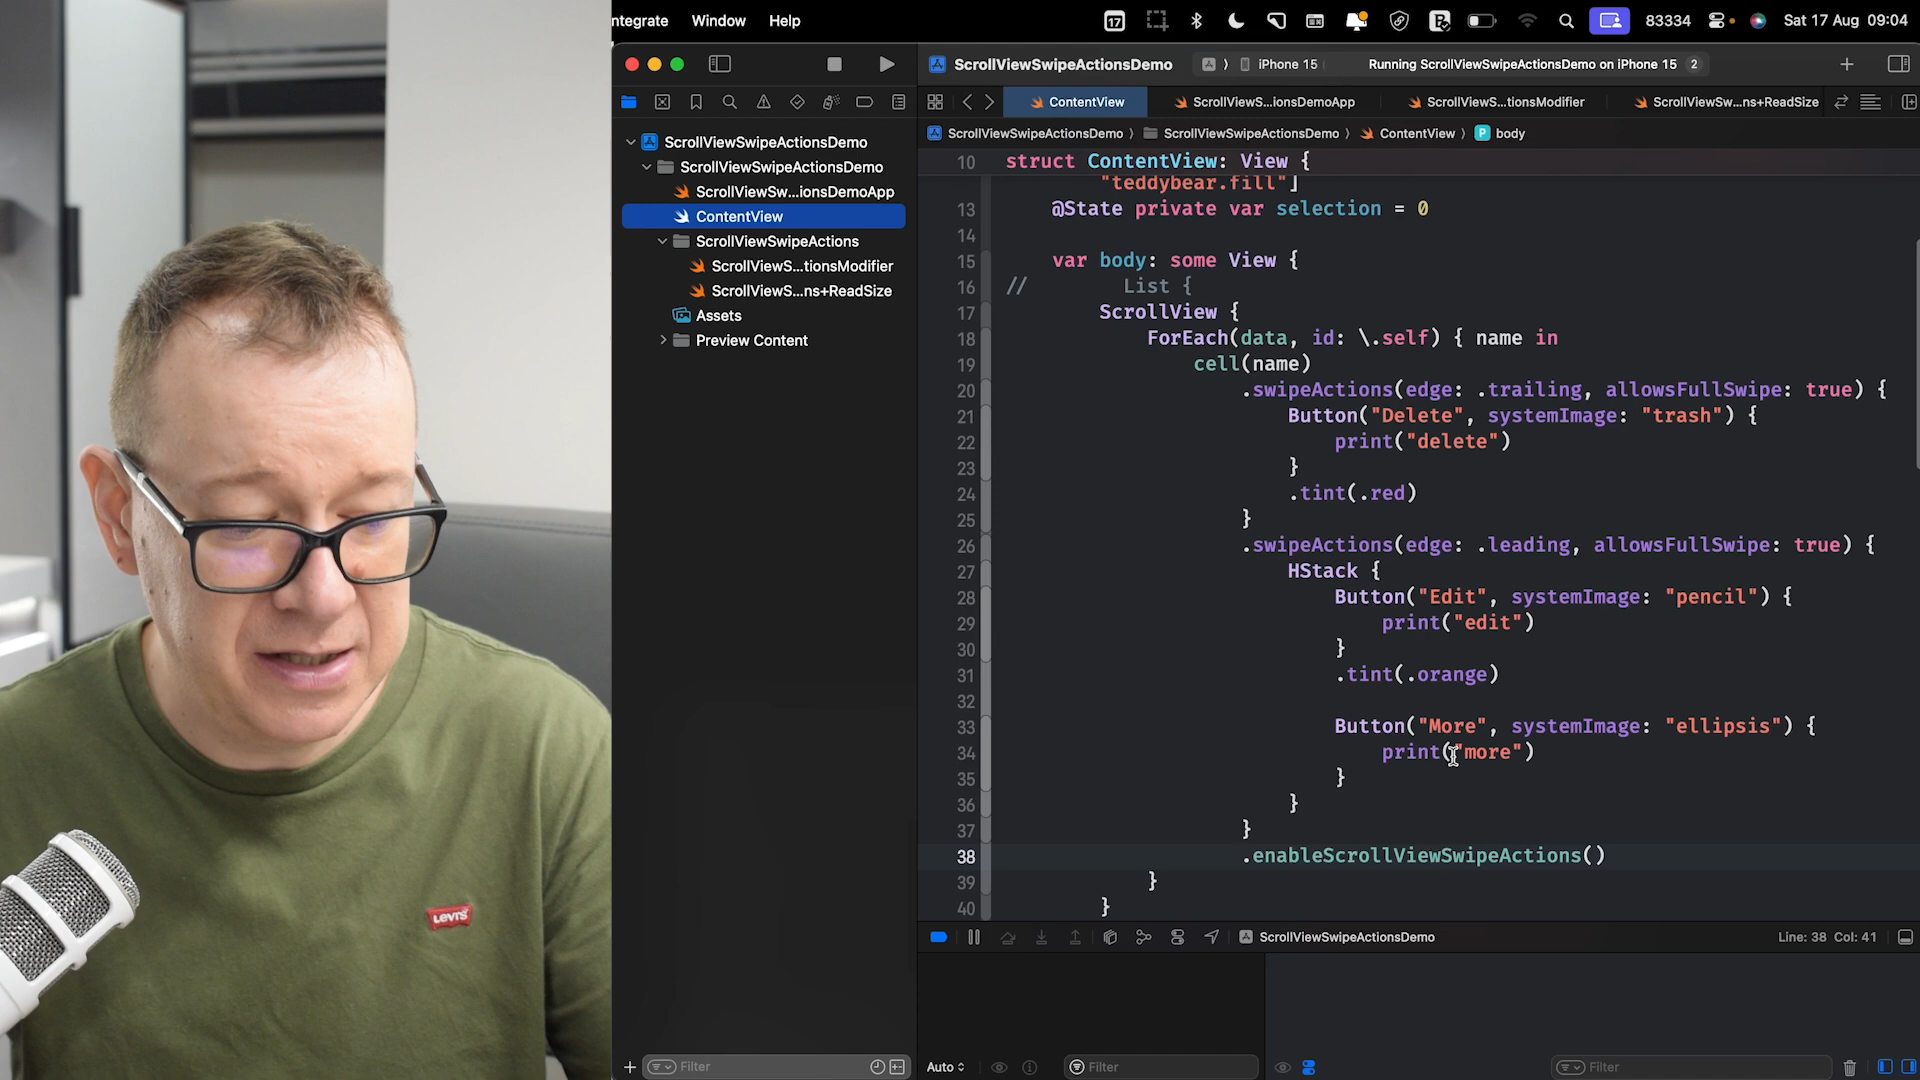 ntegrate Window Help
17 83334 Sat 17 Aug 09:04
ScrollViewSwipeActionsDemo
iPhone 15
Running ScrollViewSwipeActionsDemo on iPhone 15 2
ContentView
ScrollViewS...ionsDemoApp
ScrollViewS...tionsModifier
ScrollViewSw...ns+ReadSize
ScrollViewSwipeActionsDemo
ScrollViewSwipeActionsDemo
ContentView
body
ScrollViewSwipeActionsDemo
ScrollViewSwipeActionsDemo
ScrollViewSw...ionsDemoApp
ContentView
ScrollViewSwipeActions
ScrollViewS...tionsModifier
ScrollViewS...ns+ReadSize
Assets
Preview Content
10 struct ContentView: View {
"teddybear.fill"]
13 @State private var selection = 0
14
15 var body: some View {
16 // List {
17 ScrollView {
18 ForEach(data, id: \.self) { name in
19 cell(name)
20 .swipeActions(edge: .trailing, allowsFullSwipe: true) {
21 Button("Delete", systemImage: "trash") {
22 print("delete")
23 }
24 .tint(.red)
25 }
26 .swipeActions(edge: .leading, allowsFullSwipe: true) {
27 HStack {
28 Button("Edit", systemImage: "pencil") {
29 print("edit")
30 }
31 .tint(.orange)
32
33 Button("More", systemImage: "ellipsis") {
34 print("more")
35 }
36 }
37 }
38 .enableScrollViewSwipeActions()
39 }
40 }
ScrollViewSwipeActionsDemo
Line: 38 Col: 41
Filter
Auto
Filter
Filter
LEVI'S